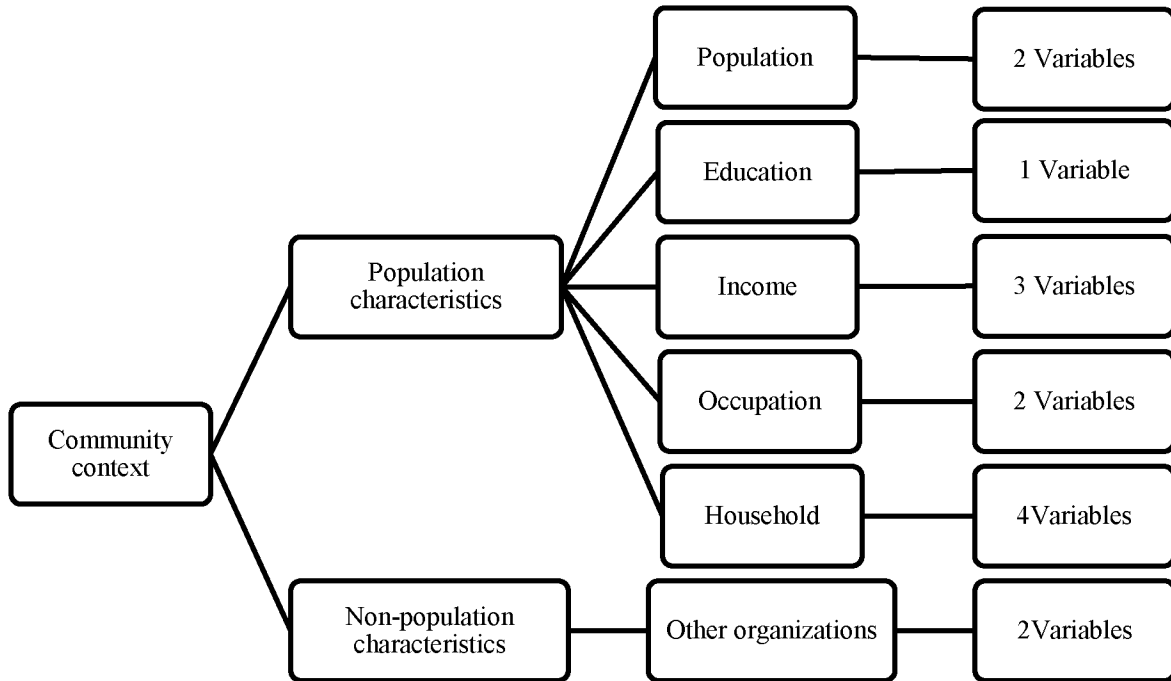 Population
2 Variables
Education
1 Variable
Population
characteristics
Income
3 Variables
Occupation
2 Variables
Community
context
Household
4Variables
Non-population
characteristics
Other organizations
2Variables